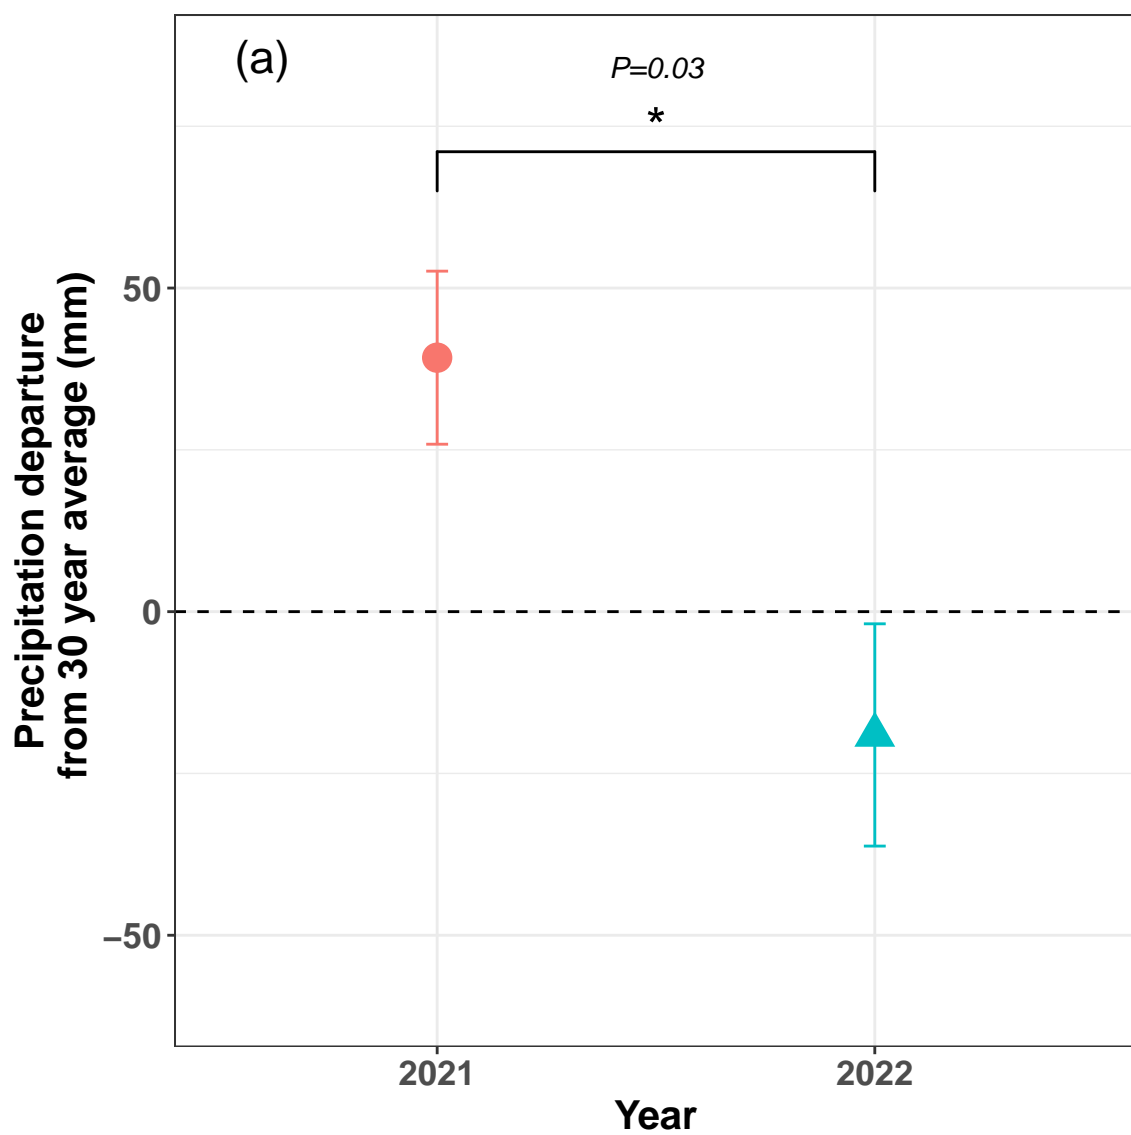 (a)
P=0.03
*
Precipitation departure
from 30 year average (mm)
50
0
−50
2021
2022
Year